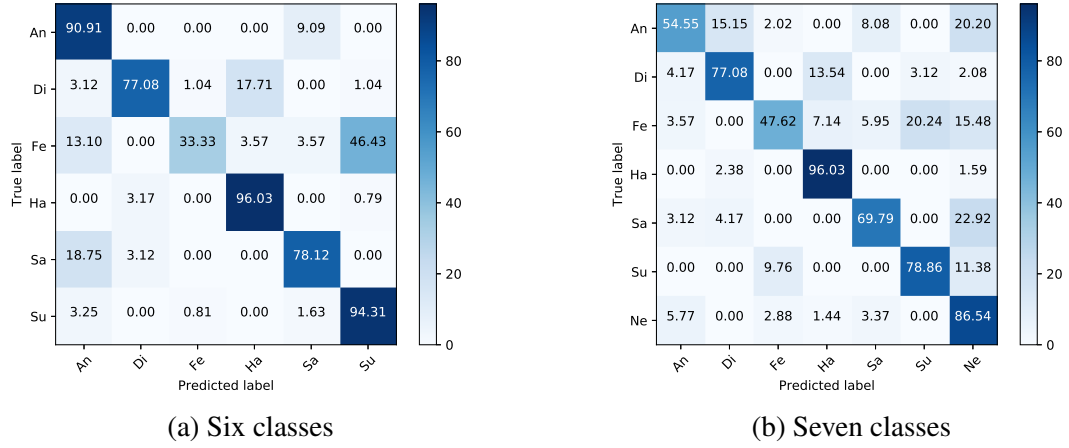 An 90.91 0.00 0.00 0.00 9.09 0.00
Di 3.12 77.08 1.04 17.71 0.00 1.04
Fe 13.10 0.00 33.33 3.57 3.57 46.43
Ha 0.00 3.17 0.00 96.03 0.00 0.79
Sa 18.75 3.12 0.00 0.00 78.12 0.00
Su 3.25 0.00 0.81 0.00 1.63 94.31
An Di Fe Ha Sa Su
True label
Predicted label
80
60
40
20
0
(a) Six classes
An 54.55 15.15 2.02 0.00 8.08 0.00 20.20
Di 4.17 77.08 0.00 13.54 0.00 3.12 2.08
Fe 3.57 0.00 47.62 7.14 5.95 20.24 15.48
Ha 0.00 2.38 0.00 96.03 0.00 0.00 1.59
Sa 3.12 4.17 0.00 0.00 69.79 0.00 22.92
Su 0.00 0.00 9.76 0.00 0.00 78.86 11.38
Ne 5.77 0.00 2.88 1.44 3.37 0.00 86.54
An Di Fe Ha Sa Su Ne
True label
Predicted label
80
60
40
20
0
(b) Seven classes